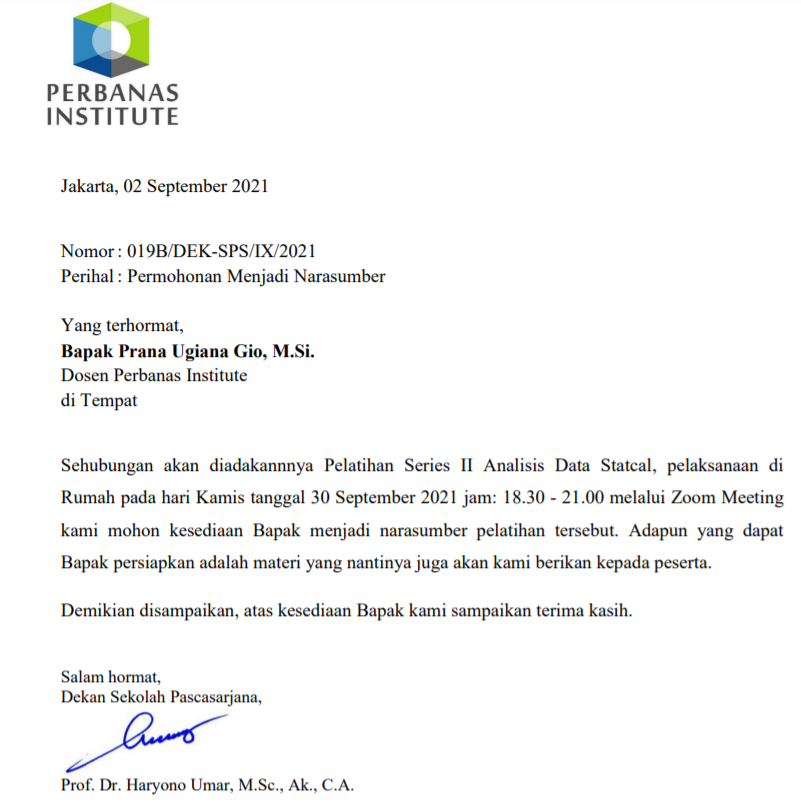 PERBANAS
INSTITUTE
Jakarta, 02 September 2021
Nomor : 019B/DEK-SPS/IX/2021
Perihal : Permohonan Menjadi Narasumber
Yang terhormat,
Bapak Prana Ugiana Gio, M.Si.
Dosen Perbanas Institute
di Tempat
Sehubungan akan diadakannnya Pelatihan Series II Analisis Data Statcal, pelaksanaan di
Rumah pada hari Kamis tanggal 30 September 2021 jam: 18.30 - 21.00 melalui Zoom Meeting
kami mohon kesediaan Bapak menjadi narasumber pelatihan tersebut. Adapun yang dapat
Bapak persiapkan adalah materi yang nantinya juga akan kami berikan kepada peserta.
Demikian disampaikan, atas kesediaan Bapak kami sampaikan terima kasih.
Salam hormat,
Dekan Sekolah Pascasarjana,
Prof. Dr. Haryono Umar, M.Sc., Ak., C.A.